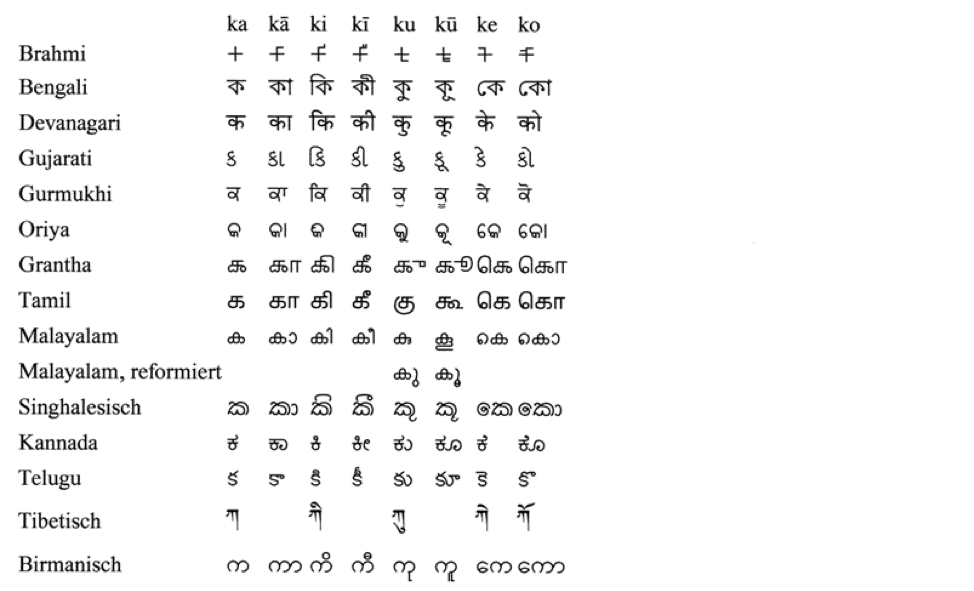 ka kā ki kī ku kū ke ko
Brahmi 𑀓 𑀓𑀸 𑀓𑀺 𑀓𑀻 𑀓𑀼 𑀓𑀽 𑀓𑁂 𑀓𑁄
Bengali ক কা কি কী কু কূ কে কো
Devanagari क का कि की कु कू के को
Gujarati ક કા કિ કી કુ કૂ કે કો
Gurmukhi ਕ ਕਾ ਕਿ ਕੀ ਕੁ ਕੂ ਕੇ ਕੋ
Oriya କ କା କି କୀ କୁ କୂ କେ କୋ
Grantha 𑌕 𑌕𑌾 𑌕𑌿 𑌕𑍀 𑌕𑍁 𑌕𑍂 𑌕𑍇 𑌕𑍋
Tamil க கா கி கீ கு கூ கெ கொ
Malayalam ക കാ കി കീ കു കൂ കെ കൊ
Malayalam, reformiert കു കൂ
Singhalesisch ක කා කි කී කු කූ කෙ කො
Kannada ಕ ಕಾ ಕಿ ಕೀ ಕು ಕೂ ಕೆ ಕೊ
Telugu క కా కి కీ కు కూ కె కొ
Tibetisch ཀ ཀི ཀུ ཀེ ཀོ
Birmanisch က ကာ ကိ ကီ ကု ကူ ကေ ကော